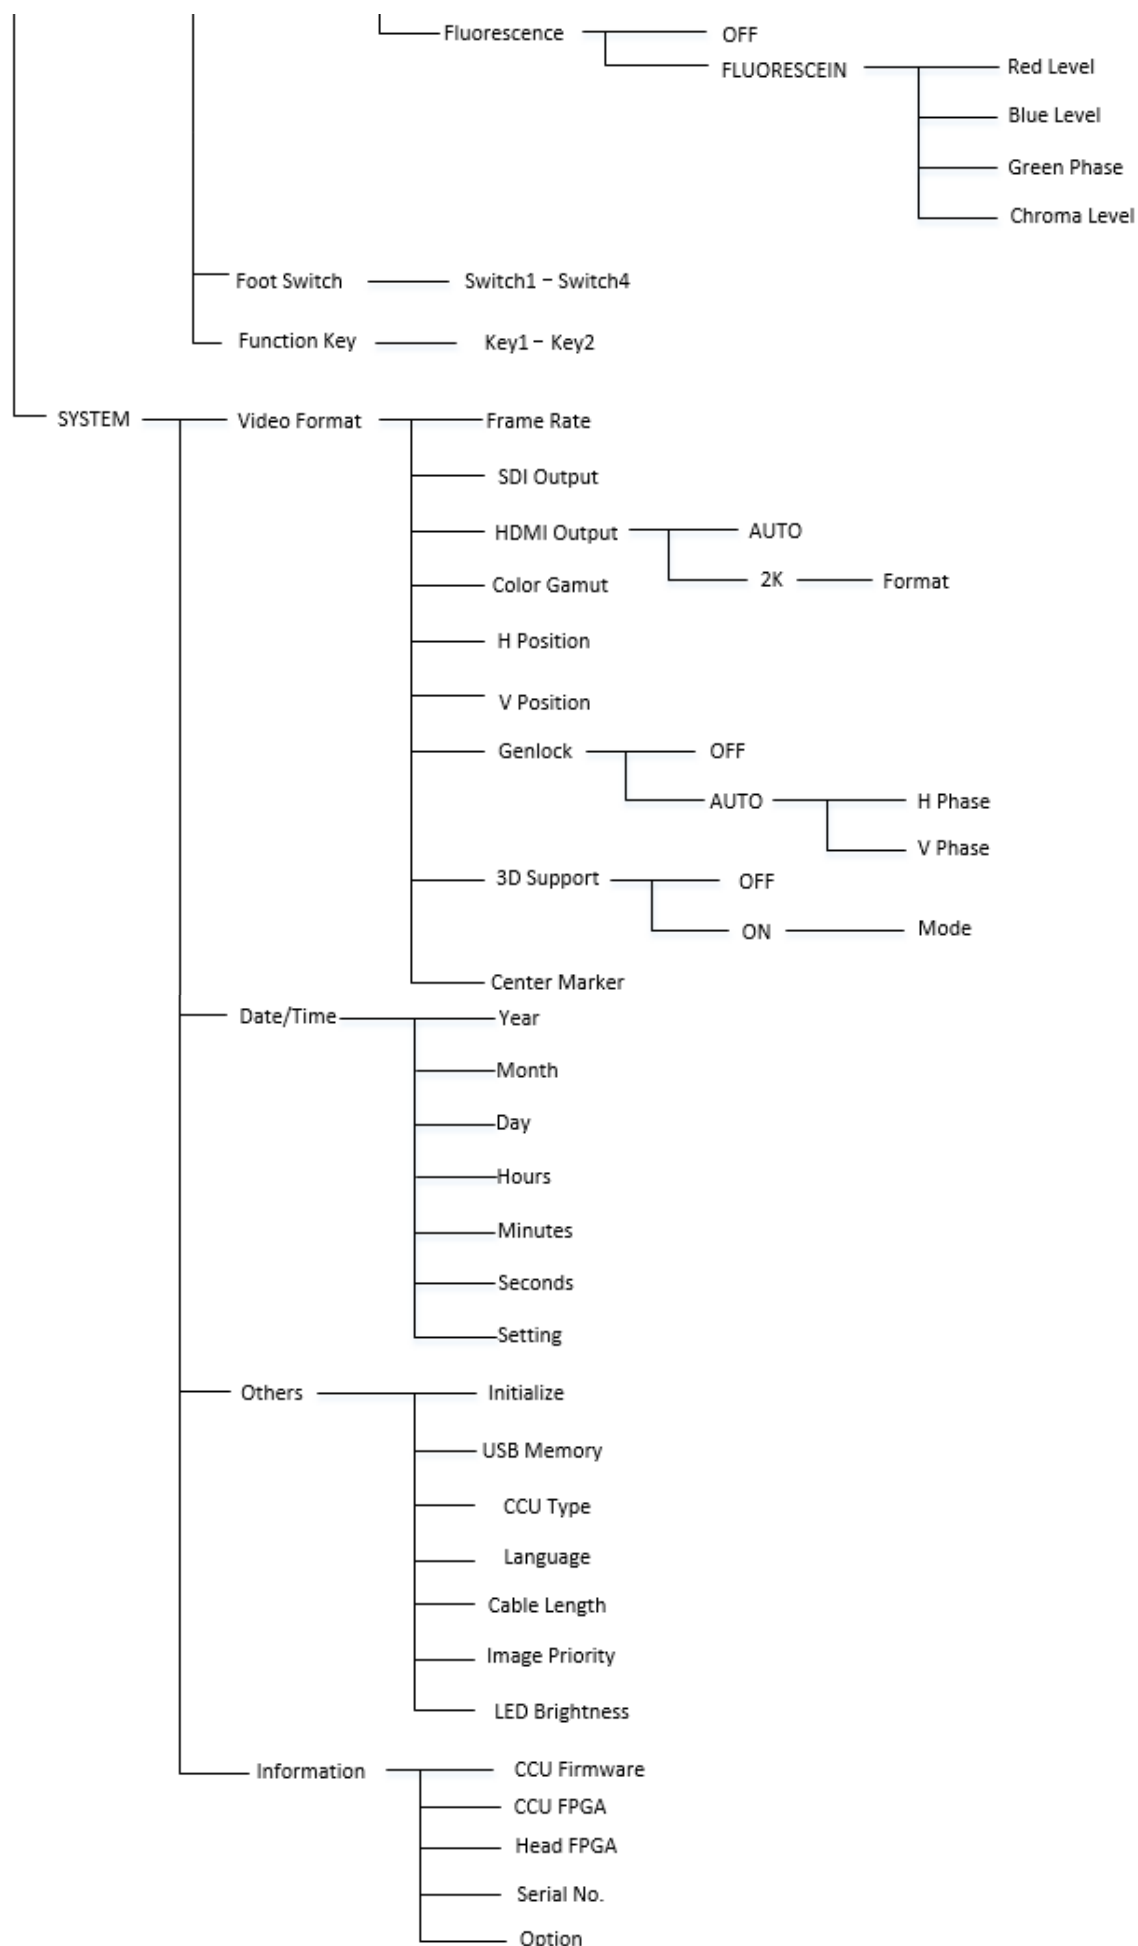 Fluorescence OFF
FLUORESCEIN Red Level
Blue Level
Green Phase
Chroma Level
Foot Switch Switch1 – Switch4
Function Key Key1 – Key2
SYSTEM Video Format Frame Rate
SDI Output
HDMI Output AUTO
2K Format
Color Gamut
H Position
V Position
Genlock OFF
AUTO H Phase
V Phase
3D Support OFF
ON Mode
Center Marker
Date/Time Year
Month
Day
Hours
Minutes
Seconds
Setting
Others Initialize
USB Memory
CCU Type
Language
Cable Length
Image Priority
LED Brightness
Information CCU Firmware
CCU FPGA
Head FPGA
Serial No.
Option